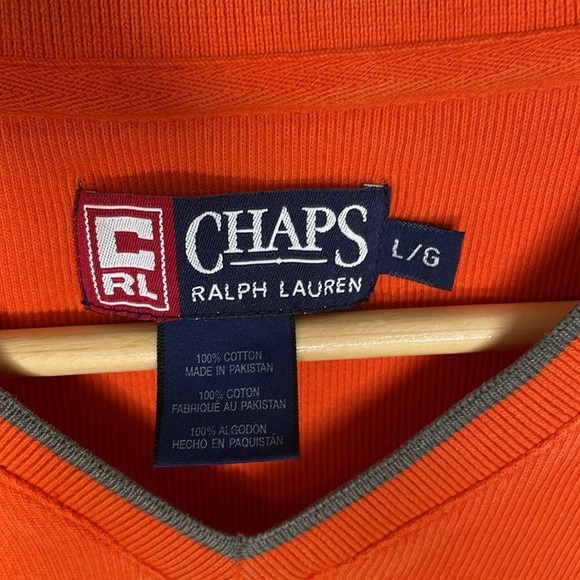 C
RL
CHAPS
RALPH LAUREN
L/G
100% COTTON
MADE IN PAKISTAN
100% COTON
FABRIQUÉ AU PAKISTAN
100% ALGODÓN
HECHO EN PAQUISTÁN